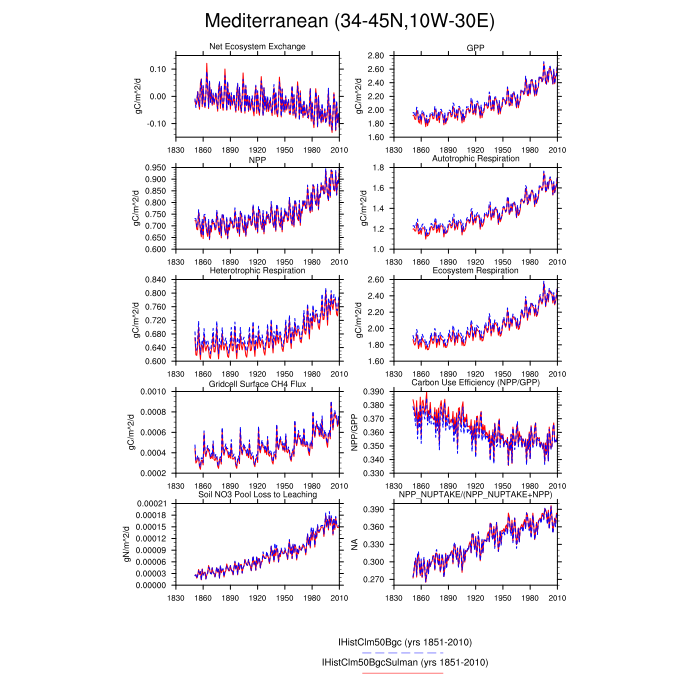 Mediterranean (34-45N,10W-30E)
Net Ecosystem Exchange
GPP
gC/m^2/d
0.10
0.00
-0.10
1830 1860 1890 1920 1950 1980 2010
gC/m^2/d
2.80
2.60
2.40
2.20
2.00
1.80
1.60
1830 1860 1890 1920 1950 1980 2010
NPP
Autotrophic Respiration
gC/m^2/d
0.950
0.900
0.850
0.800
0.750
0.700
0.650
0.600
1830 1860 1890 1920 1950 1980 2010
gC/m^2/d
1.8
1.6
1.4
1.2
1.0
1830 1860 1890 1920 1950 1980 2010
Heterotrophic Respiration
Ecosystem Respiration
gC/m^2/d
0.840
0.800
0.760
0.720
0.680
0.640
0.600
1830 1860 1890 1920 1950 1980 2010
gC/m^2/d
2.60
2.40
2.20
2.00
1.80
1.60
1830 1860 1890 1920 1950 1980 2010
Gridcell Surface CH4 Flux
Carbon Use Efficiency (NPP/GPP)
gC/m^2/d
0.0010
0.0008
0.0006
0.0004
0.0002
1830 1860 1890 1920 1950 1980 2010
NPP/GPP
0.390
0.380
0.370
0.360
0.350
0.340
0.330
1830 1860 1890 1920 1950 1980 2010
Soil NO3 Pool Loss to Leaching
NPP_NUPTAKE/(NPP_NUPTAKE+NPP)
gN/m^2/d
0.00021
0.00018
0.00015
0.00012
0.00009
0.00006
0.00003
0.00000
1830 1860 1890 1920 1950 1980 2010
NA
0.390
0.360
0.330
0.300
0.270
1830 1860 1890 1920 1950 1980 2010
IHistClm50Bgc (yrs 1851-2010)
IHistClm50BgcSulman (yrs 1851-2010)